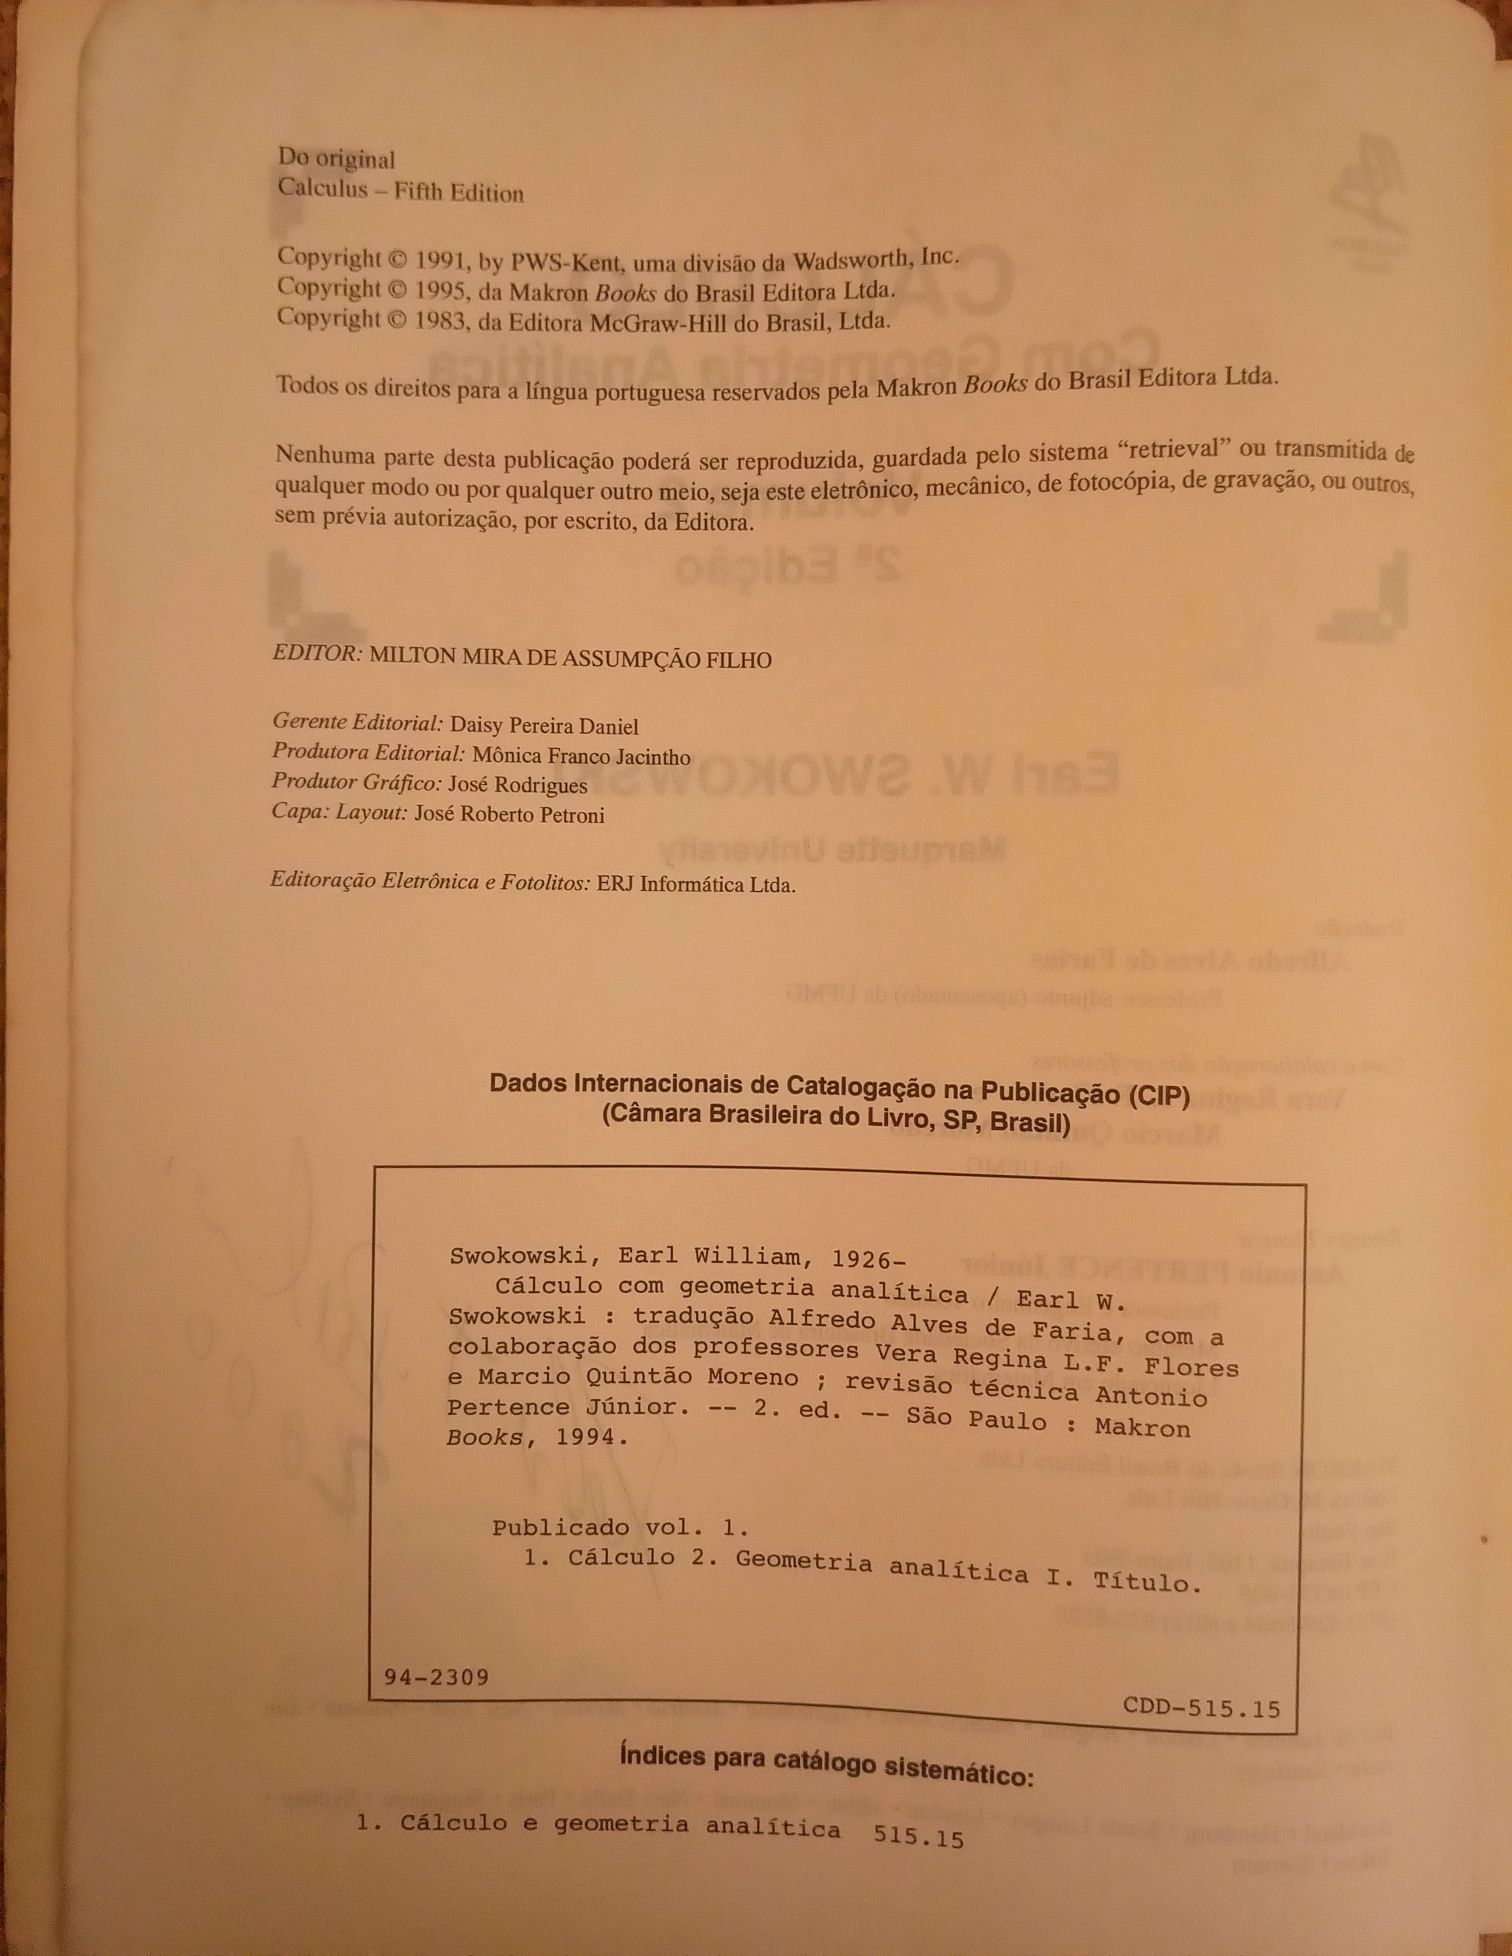 Do original
Calculus – Fifth Edition
Copyright © 1991, by PWS-Kent, uma divisão da Wadsworth, Inc.
Copyright © 1995, da Makron Books do Brasil Editora Ltda.
Copyright © 1983, da Editora McGraw-Hill do Brasil, Ltda.
Todos os direitos para a língua portuguesa reservados pela Makron Books do Brasil Editora Ltda.
Nenhuma parte desta publicação poderá ser reproduzida, guardada pelo sistema “retrieval” ou transmitida de
qualquer modo ou por qualquer outro meio, seja este eletrônico, mecânico, de fotocópia, de gravação, ou outros,
sem prévia autorização, por escrito, da Editora.
EDITOR: MILTON MIRA DE ASSUMPÇÃO FILHO
Gerente Editorial: Daisy Pereira Daniel
Produtora Editorial: Mônica Franco Jacintho
Produtor Gráfico: José Rodrigues
Capa: Layout: José Roberto Petroni
Editoração Eletrônica e Fotolitos: ERJ Informática Ltda.
Dados Internacionais de Catalogação na Publicação (CIP)
(Câmara Brasileira do Livro, SP, Brasil)
Swokowski, Earl William, 1926-
Cálculo com geometria analítica / Earl W.
Swokowski : tradução Alfredo Alves de Faria, com a
colaboração dos professores Vera Regina L.F. Flores
e Marcio Quintão Moreno ; revisão técnica Antonio
Pertence Júnior. -- 2. ed. -- São Paulo : Makron
Books, 1994.
Publicado vol. 1.
1. Cálculo 2. Geometria analítica I. Título.
94-2309
CDD-515.15
Índices para catálogo sistemático:
1. Cálculo e geometria analítica 515.15